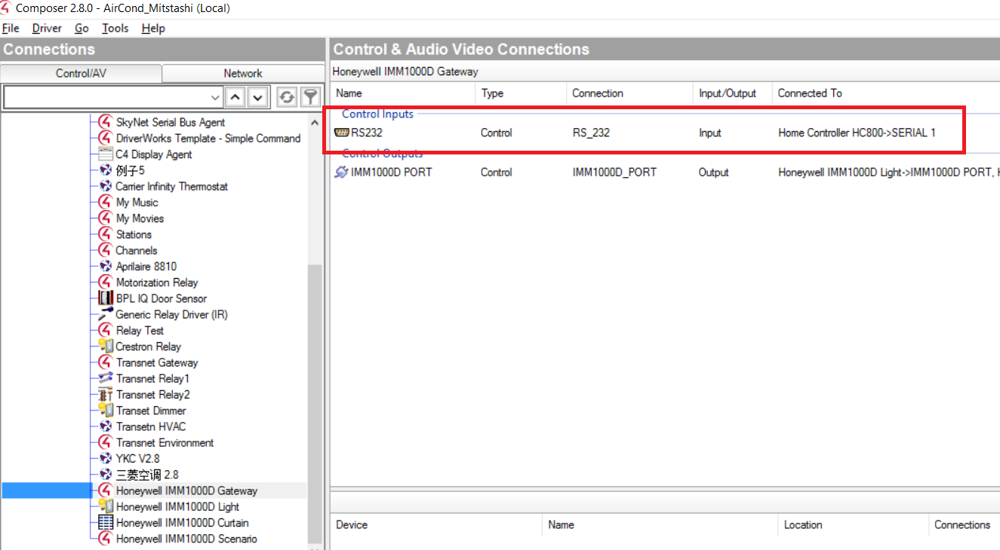 Composer 2.8.0 - AirCond_Mitstashi (Local)
File Driver Go Tools Help
Connections
Control/AV Network
SkyNet Serial Bus Agent
DriverWorks Template - Simple Command
C4 Display Agent
例子5
Carrier Infinity Thermostat
My Music
My Movies
Stations
Channels
Aprilaire 8810
Motorization Relay
BPL IQ Door Sensor
Generic Relay Driver (IR)
Relay Test
Crestron Relay
Transnet Gateway
Transnet Relay1
Transnet Relay2
Transet Dimmer
Transetn HVAC
Transnet Environment
YKC V2.8
三菱空调 2.8
Honeywell IMM1000D Gateway
Honeywell IMM1000D Light
Honeywell IMM1000D Curtain
Honeywell IMM1000D Scenario
Control & Audio Video Connections
Honeywell IMM1000D Gateway
Name Type Connection Input/Output Connected To
Control Inputs
RS232 Control RS_232 Input Home Controller HC800->SERIAL 1
Control Outputs
IMM1000D PORT Control IMM1000D_PORT Output Honeywell IMM1000D Light->IMM1000D PORT,
Device Name Location Connections